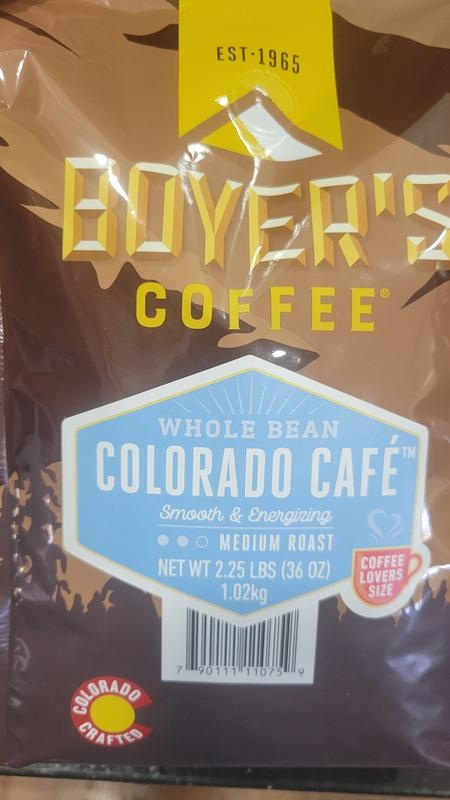 EST·1965
BOYER'S
COFFEE®
WHOLE BEAN
COLORADO CAFÉ™
Smooth & Energizing
MEDIUM ROAST
NET WT 2.25 LBS (36 OZ)
1.02kg
COFFEE
LOVERS
SIZE
7 90111 11075 9
COLORADO
CRAFTED